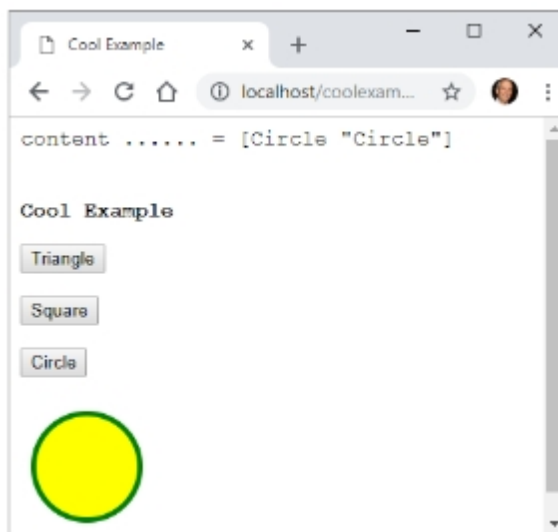 Cool Example
localhost/coolexam...
content ...... = [Circle "Circle"]
Cool Example
Triangle
Square
Circle